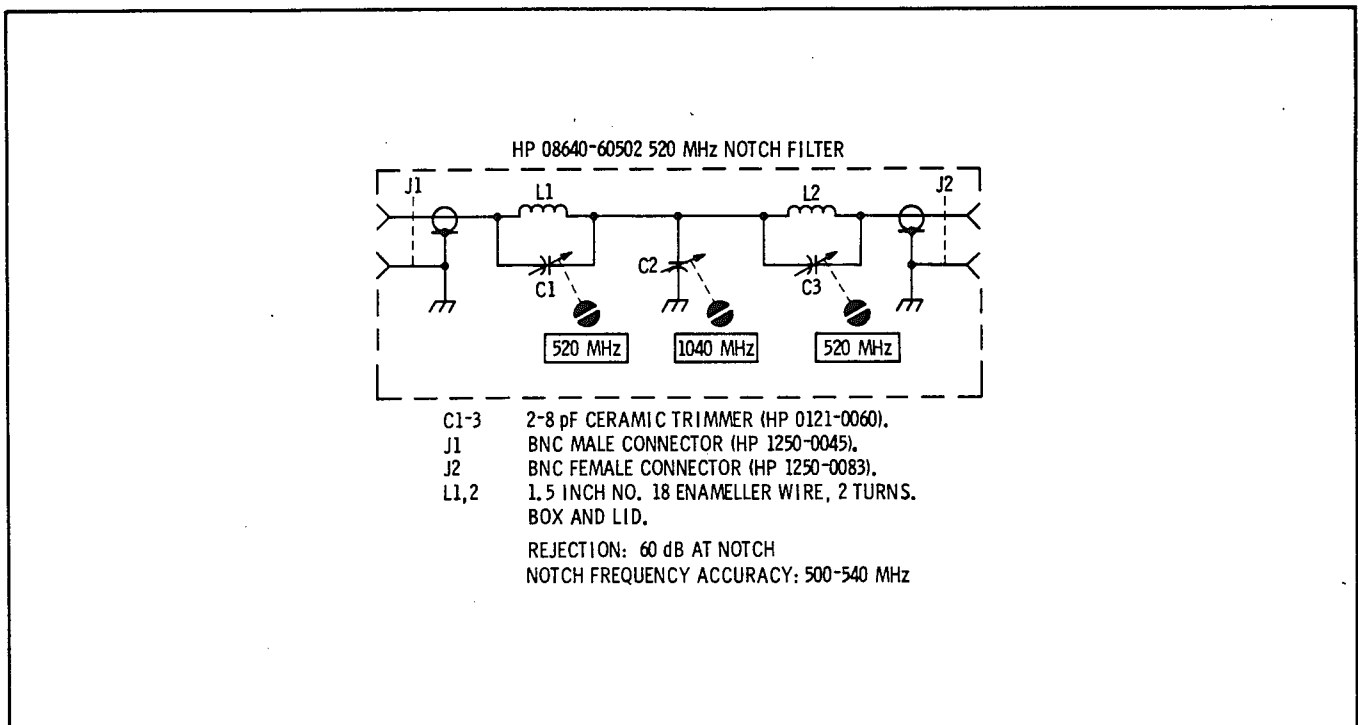 HP 08640-60502 520 MHz NOTCH FILTER
J1
L1
L2
J2
C1
C2
C3
520 MHz
1040 MHz
520 MHz
C1-3 2-8 pF CERAMIC TRIMMER (HP 0121-0060).
J1 BNC MALE CONNECTOR (HP 1250-0045).
J2 BNC FEMALE CONNECTOR (HP 1250-0083).
L1,2 1.5 INCH NO. 18 ENAMELLER WIRE, 2 TURNS.
BOX AND LID.
REJECTION: 60 dB AT NOTCH
NOTCH FREQUENCY ACCURACY: 500-540 MHz